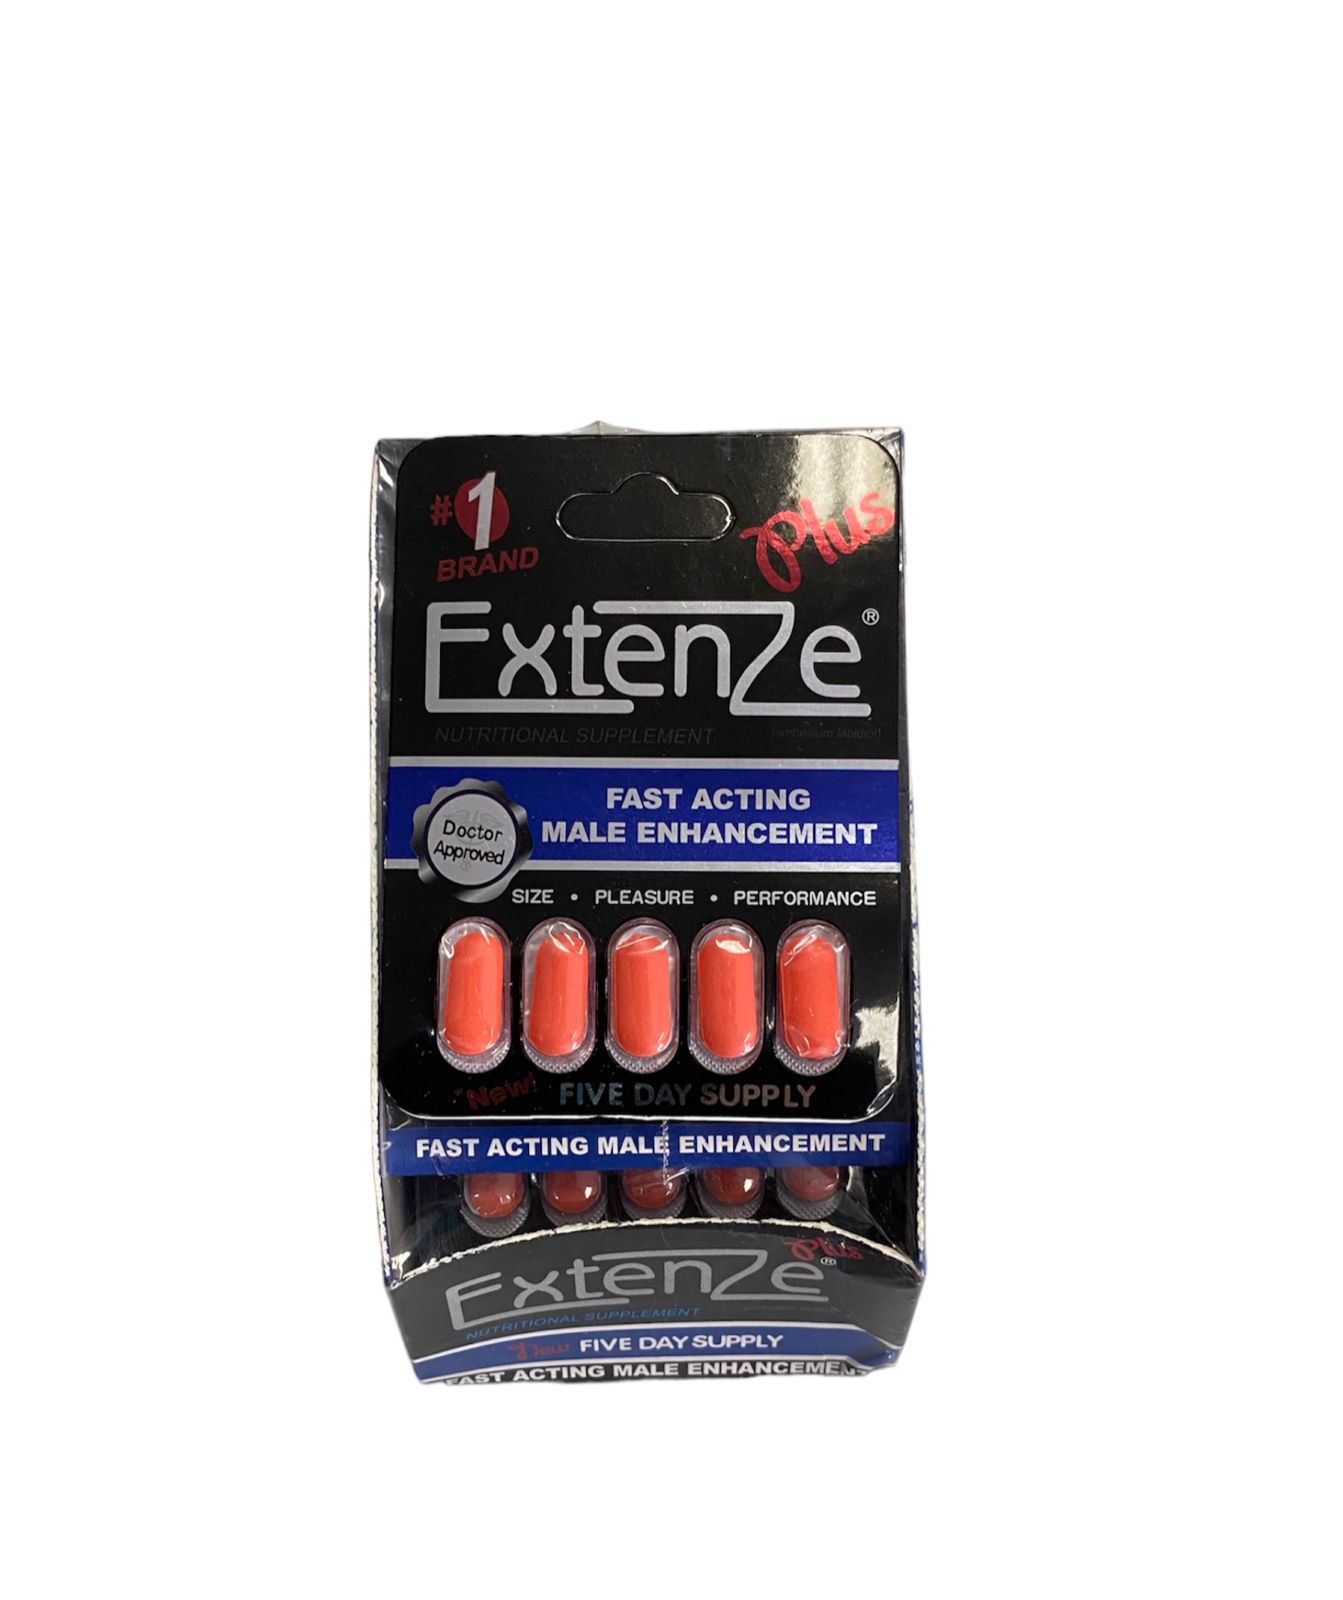 #1
BRAND
Plus
ExtenZe®
NUTRITIONAL SUPPLEMENT
FAST ACTING
MALE ENHANCEMENT
Doctor
Approved
SIZE • PLEASURE • PERFORMANCE
New! FIVE DAY SUPPLY
FAST ACTING MALE ENHANCEMENT
Plus
ExtenZe®
NUTRITIONAL SUPPLEMENT
New FIVE DAY SUPPLY
FAST ACTING MALE ENHANCEMENT